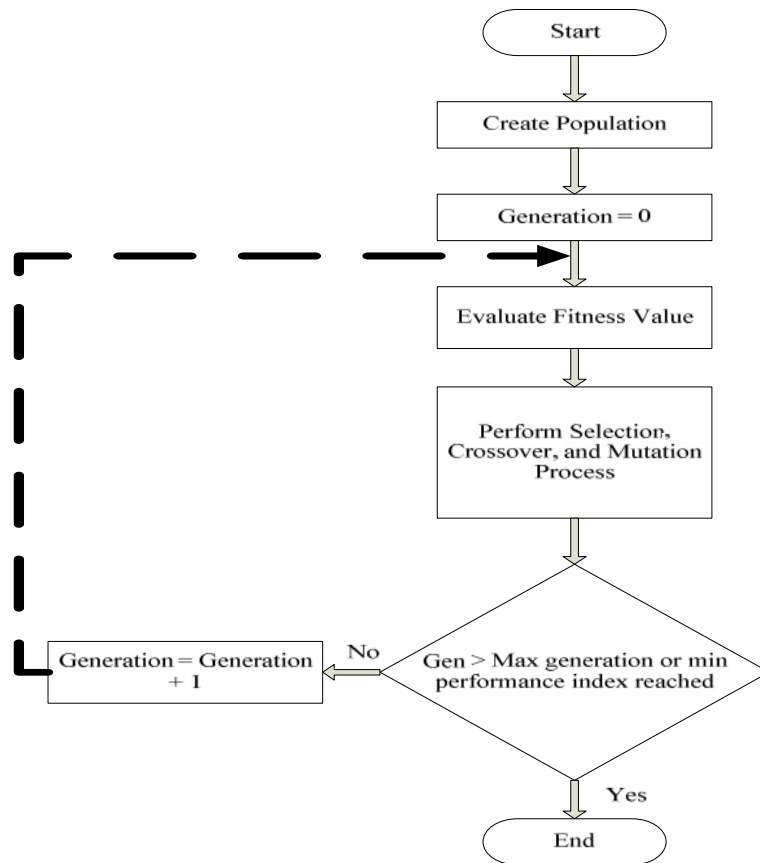 Start
Create Population
Generation = 0
Evaluate Fitness Value
Perform Selection,
Crossover, and Mutation
Process
Gen > Max generation or min
performance index reached
No
Generation = Generation
+ 1
Yes
End